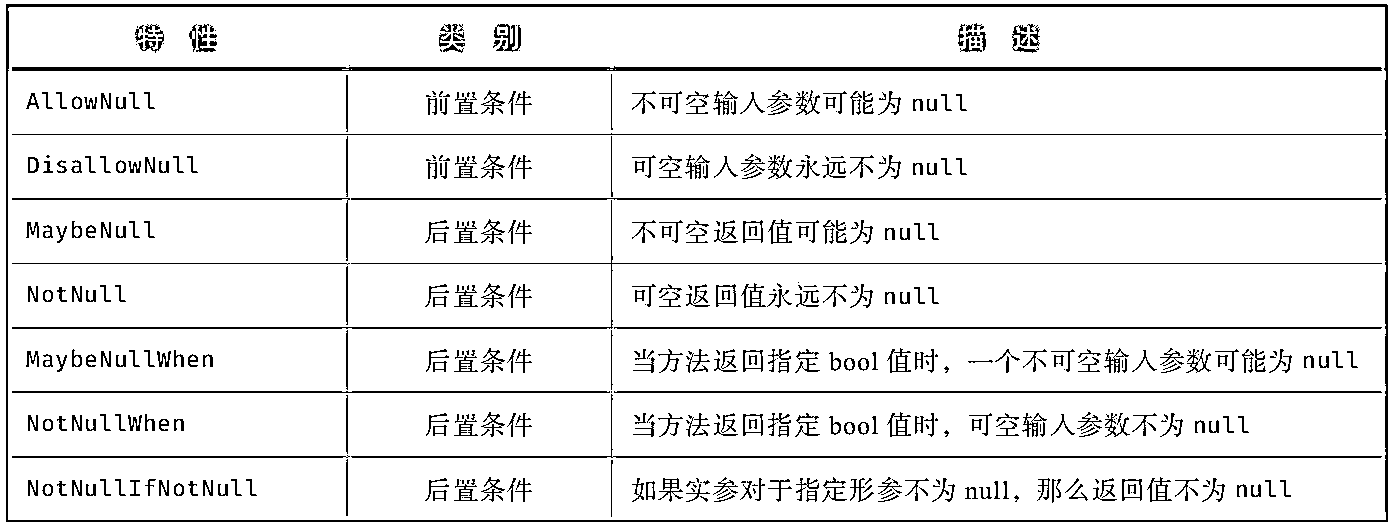 特性 类别 描述
AllowNull 前置条件 不可空输入参数可能为 null
DisallowNull 前置条件 可空输入参数永远不为 null
MaybeNull 后置条件 不可空返回值可能为 null
NotNull 后置条件 可空返回值永远不为 null
MaybeNullWhen 后置条件 当方法返回指定 bool 值时，一个不可空输入参数可能为 null
NotNullWhen 后置条件 当方法返回指定 bool 值时，可空输入参数不为 null
NotNullIfNotNull 后置条件 如果实参对于指定形参不为 null，那么返回值不为 null